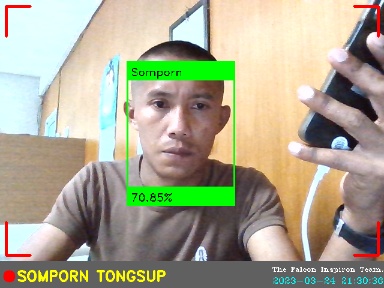 Somporn
70.85%
SOMPORN TONGSUP
The Falcon Inspiron Team.
2023-03-24 21:30:30